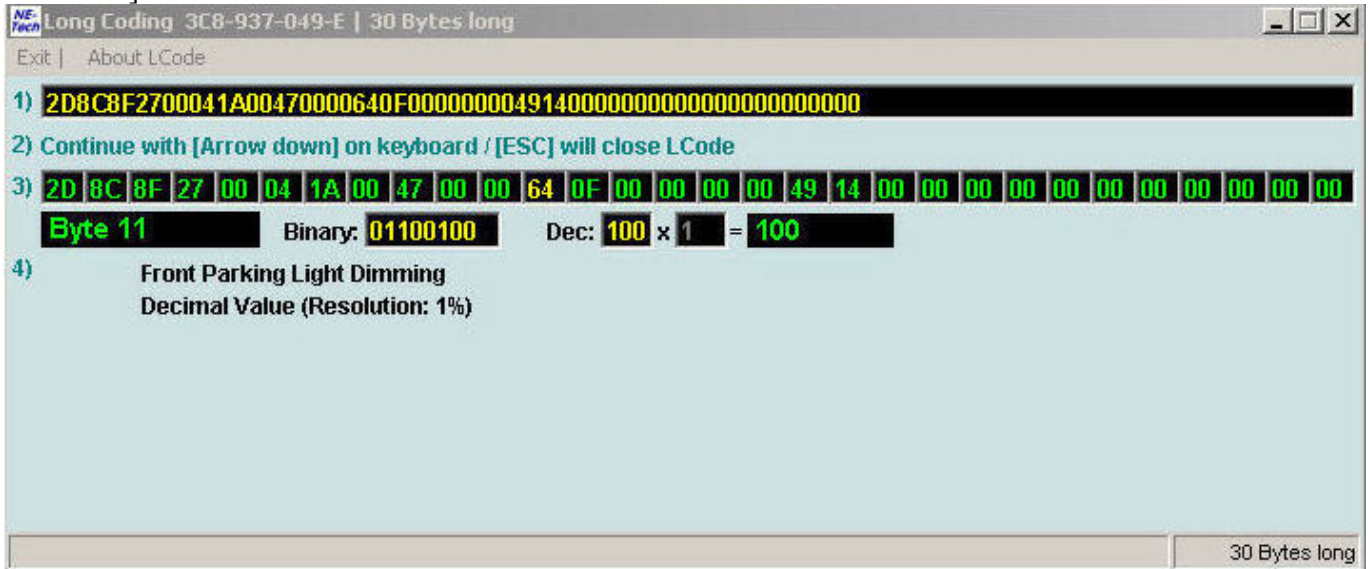 NE-Tech Long Coding 3C8-937-049-E | 30 Bytes long
Exit | About LCode
1) 2D8C8F2700041A00470000640F00000000491400000000000000000000
2) Continue with [Arrow down] on keyboard / [ESC] will close LCode
3) 2D 8C 8F 27 00 04 1A 00 47 00 00 64 0F 00 00 00 00 49 14 00 00 00 00 00 00 00 00 00 00 00
Byte 11 Binary: 01100100 Dec: 100 x 1 = 100
4) Front Parking Light Dimming
Decimal Value (Resolution: 1%)
30 Bytes long